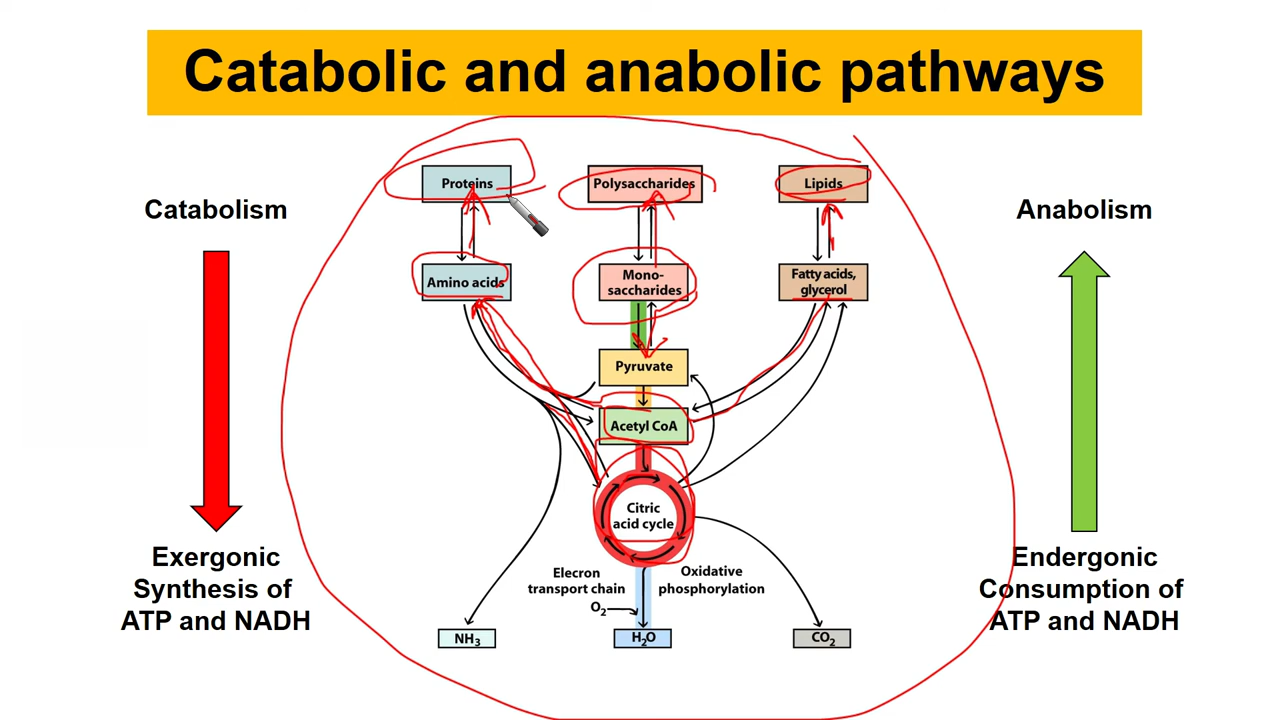 Catabolic and anabolic pathways
Proteins
Polysaccharides
Lipids
Catabolism
Anabolism
Amino acids
Mono-
saccharides
Fatty acids,
glycerol
Pyruvate
Acetyl CoA
Citric
acid cycle
Exergonic
Synthesis of
ATP and NADH
Endergonic
Consumption of
ATP and NADH
Elecron
transport chain
O2
Oxidative
phosphorylation
NH3
H2O
CO2